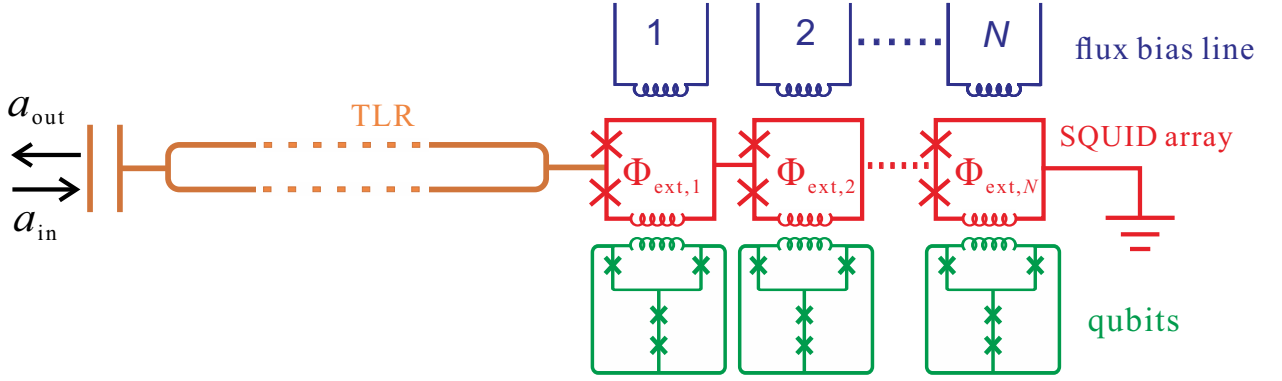 1 2 N
flux bias line
a_out
TLR
SQUID array
Φ_ext,1 Φ_ext,2 Φ_ext,N
a_in
qubits